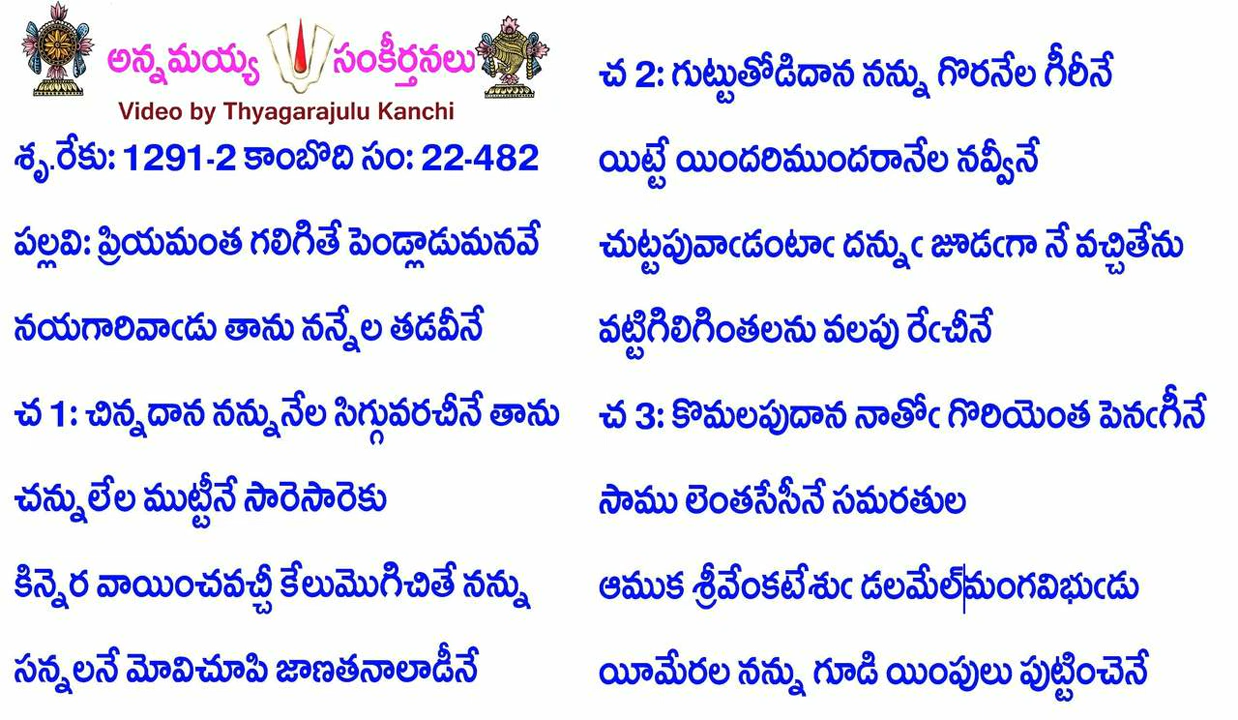 అన్నమయ్య సంకీర్తనలు
Video by Thyagarajulu Kanchi
శృ.రేకు: 1291-2 కాంబొది సం: 22-482
పల్లవి: ప్రియమంత గలిగితే పెండ్లాడుమనవే
నయగారివాఁడు తాను నన్నేల తడవీనే
చ 1: చిన్నదాన నన్నునేల సిగ్గువరచీనే తాను
చన్నులేల ముట్టీనే సారెసారెకు
కిన్నెర వాయించవచ్చీ కేలుమొగిచితే నన్ను
సన్నలనే మోవిచూపి జాణతనాలాడీనే
చ 2: గుట్టుతోడిదాన నన్ను గొరనేల గీరీనే
యిట్టే యిందరిముందరానేల నవ్వీనే
చుట్టపువాఁడంటాఁ దన్నుఁ జూడఁగా నే వచ్చితేను
వట్టిగిలిగింతలను వలపు రేఁచీనే
చ 3: కొమలపుదాన నాతోఁ గొరియెంత పెనఁగీనే
సాము లెంతసేసీనే సమరతుల
ఆముక శ్రీవేంకటేశుఁ డలమేల్మంగవిభుఁడు
యీమేరల నన్ను గూడి యింపులు పుట్టించెనే